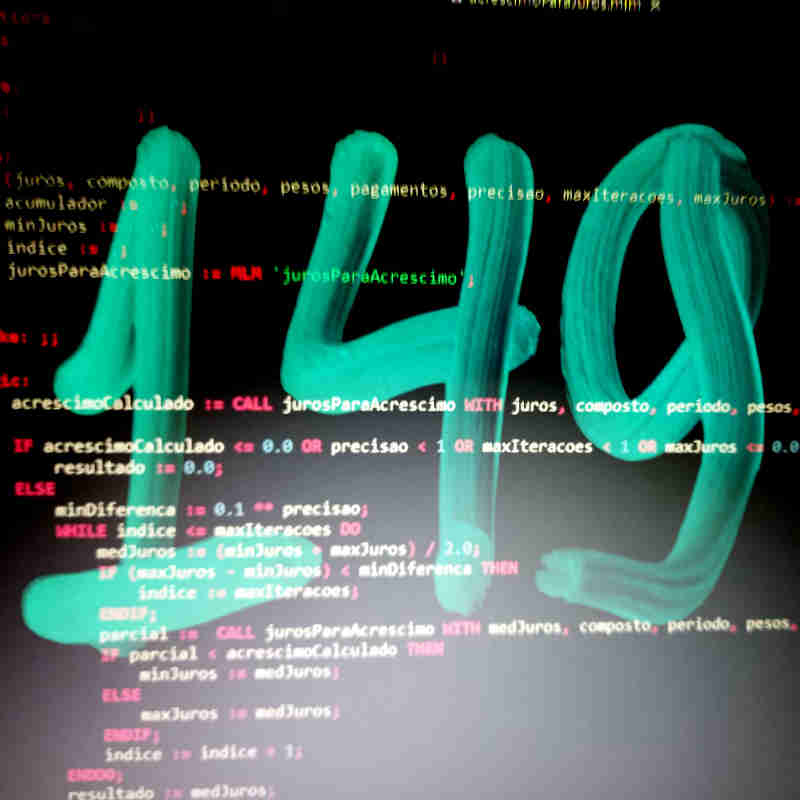 acrescimoParaJuros.mlm x
];
];
(juros, composto, periodo, pesos, pagamentos, precisao, maxIteracoes, maxJuros) :=
acumulador := ;
minJuros := ;
indice := ;
jurosParaAcrescimo := MLM 'jurosParaAcrescimo';
149
;;
acrescimoCalculado := CALL jurosParaAcrescimo WITH juros, composto, periodo, pesos,
IF acrescimoCalculado <= 0.0 OR precisao < 1 OR maxIteracoes < 1 OR maxJuros <= 0.0
resultado := 0.0;
ELSE
minDiferenca := 0.1 ** precisao;
WHILE indice <= maxIteracoes DO
medJuros := (minJuros + maxJuros) / 2.0;
IF (maxJuros - minJuros) < minDiferenca THEN
indice := maxIteracoes;
ENDIF;
parcial := CALL jurosParaAcrescimo WITH medJuros, composto, periodo, pesos,
IF parcial < acrescimoCalculado THEN
minJuros := medJuros;
ELSE
maxJuros := medJuros;
ENDIF;
indice := indice + 1;
ENDDO;
resultado := medJuros;